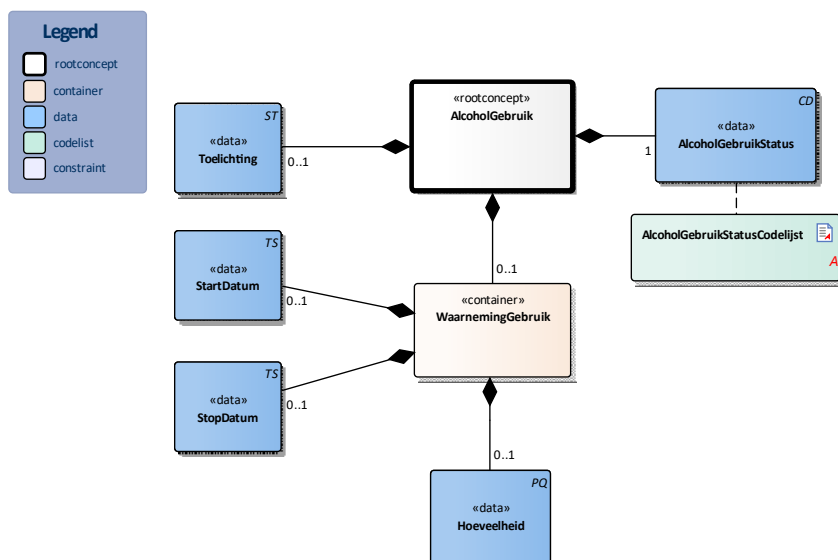 Legend
rootconcept
container
data
codelist
constraint
ST
«data»
Toelichting
0..1
«rootconcept»
AlcoholGebruik
CD
«data»
AlcoholGebruikStatus
1
AlcoholGebruikStatusCodelijst
A
TS
«data»
StartDatum
0..1
0..1
«container»
WaarnemingGebruik
TS
«data»
StopDatum
0..1
0..1
PQ
«data»
Hoeveelheid